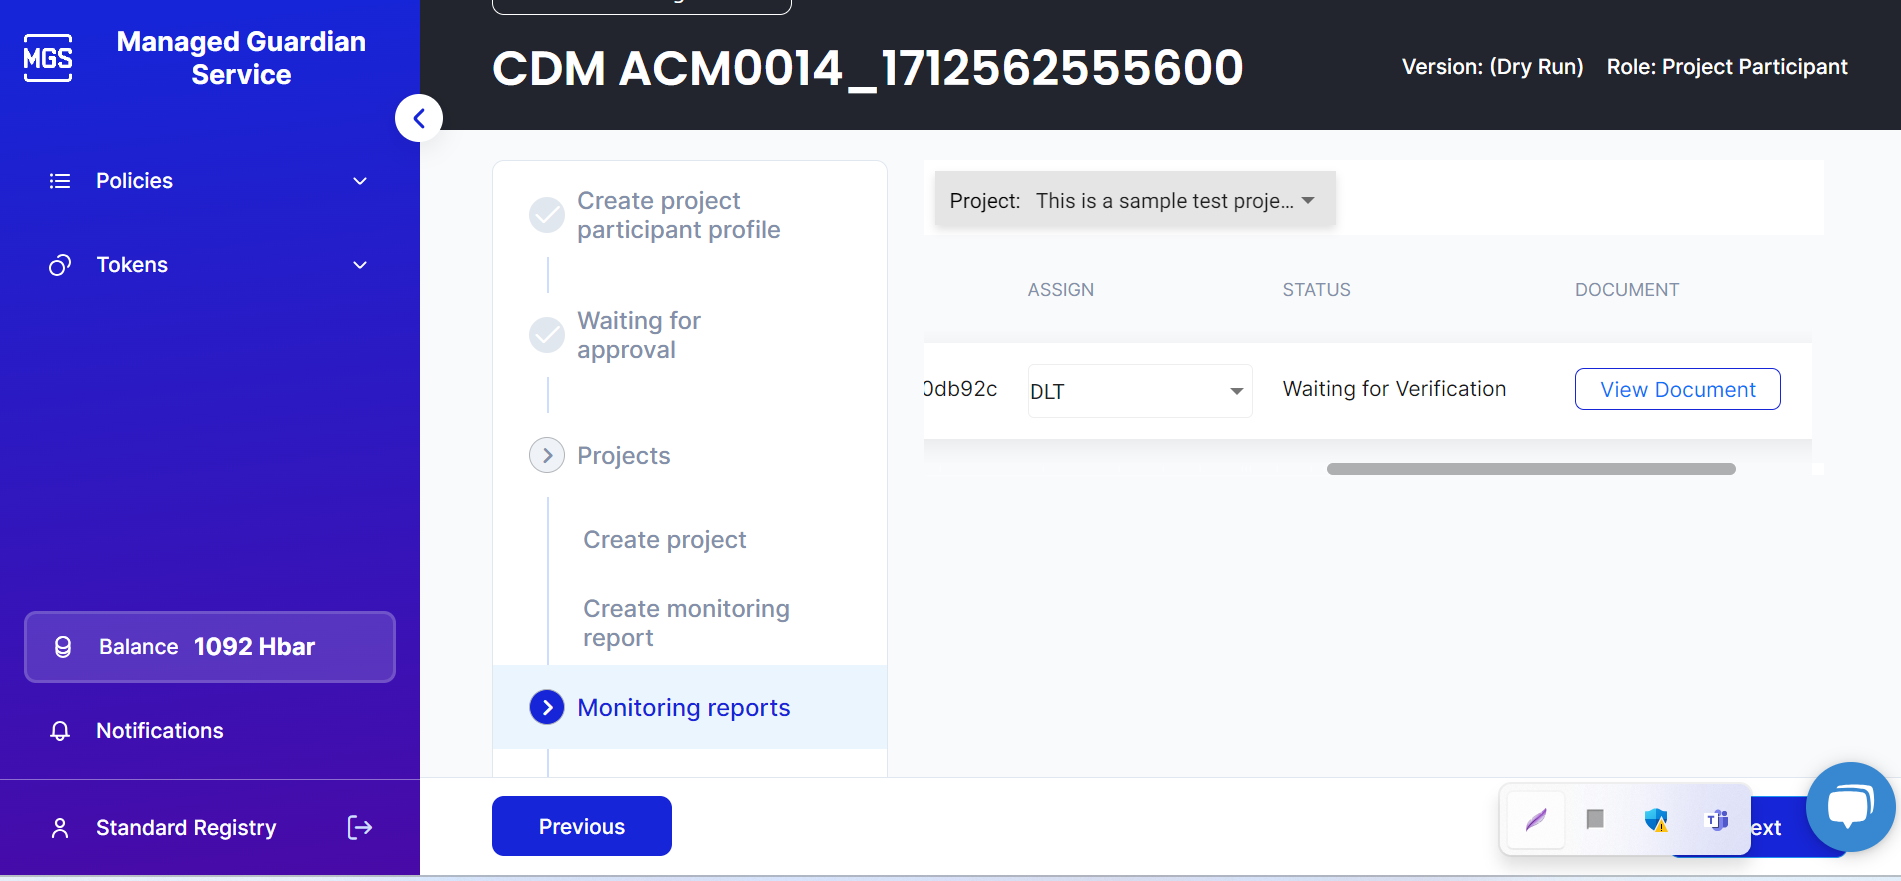 MGS
Managed Guardian
Service
Policies
Tokens
Balance 1092 Hbar
Notifications
Standard Registry
CDM ACM0014_1712562555600
Version: (Dry Run) Role: Project Participant
Create project
participant profile
Waiting for
approval
Projects
Create project
Create monitoring
report
Monitoring reports
Project: This is a sample test proje...
ASSIGN STATUS DOCUMENT
0db92c DLT Waiting for Verification View Document
Previous
ext